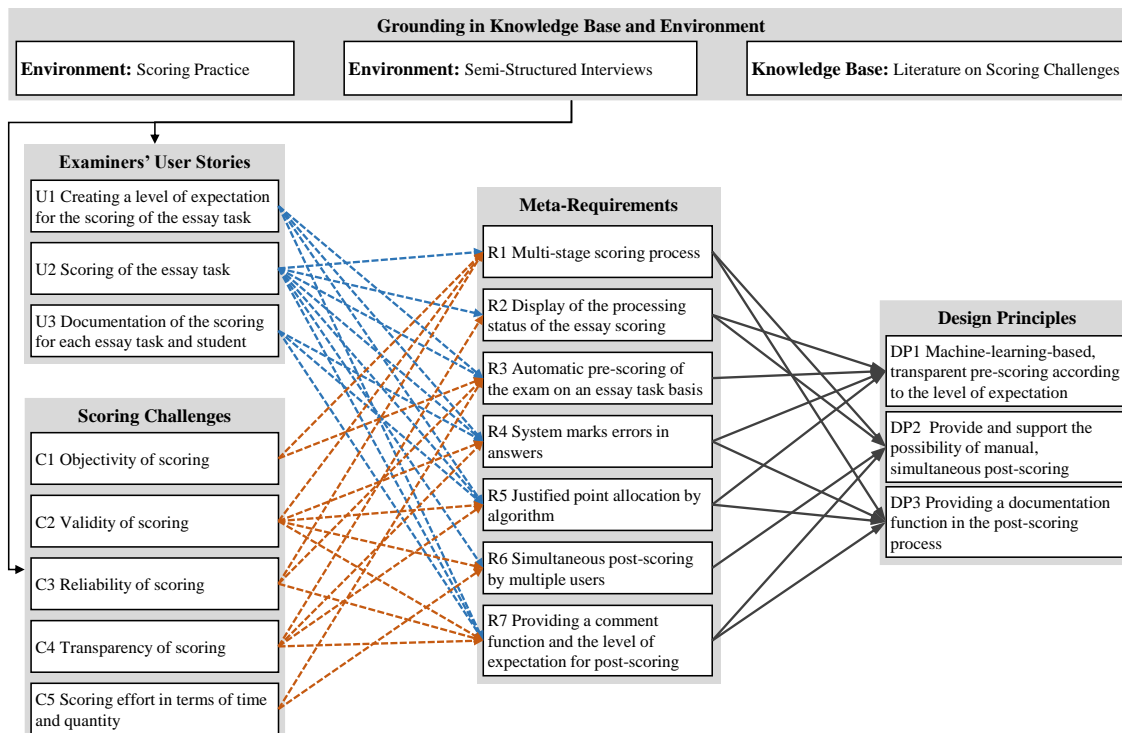 Grounding in Knowledge Base and Environment
Environment: Scoring Practice
Environment: Semi-Structured Interviews
Knowledge Base: Literature on Scoring Challenges
Examiners' User Stories
U1 Creating a level of expectation
for the scoring of the essay task
U2 Scoring of the essay task
U3 Documentation of the scoring
for each essay task and student
Scoring Challenges
C1 Objectivity of scoring
C2 Validity of scoring
C3 Reliability of scoring
C4 Transparency of scoring
C5 Scoring effort in terms of time
and quantity
Meta-Requirements
R1 Multi-stage scoring process
R2 Display of the processing
status of the essay scoring
R3 Automatic pre-scoring of
the exam on an essay task basis
R4 System marks errors in
answers
R5 Justified point allocation by
algorithm
R6 Simultaneous post-scoring
by multiple users
R7 Providing a comment
function and the level of
expectation for post-scoring
Design Principles
DP1 Machine-learning-based,
transparent pre-scoring according
to the level of expectation
DP2 Provide and support the
possibility of manual,
simultaneous post-scoring
DP3 Providing a documentation
function in the post-scoring
process